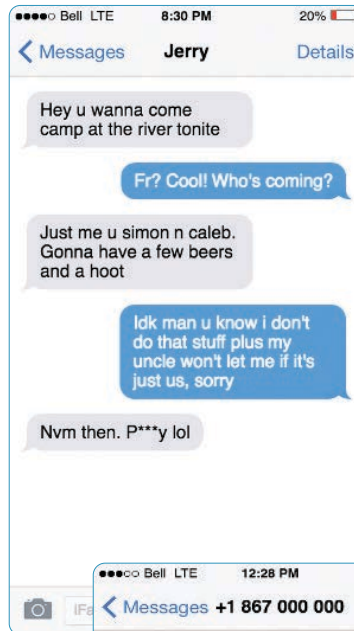 Bell LTE 8:30 PM 20%
Messages Jerry Details
Hey u wanna come
camp at the river tonite
Fr? Cool! Who's coming?
Just me u simon n caleb.
Gonna have a few beers
and a hoot
Idk man u know i don't
do that stuff plus my
uncle won't let me if it's
just us, sorry
Nvm then. P***y lol
Bell LTE 12:28 PM
Messages +1 867 000 000